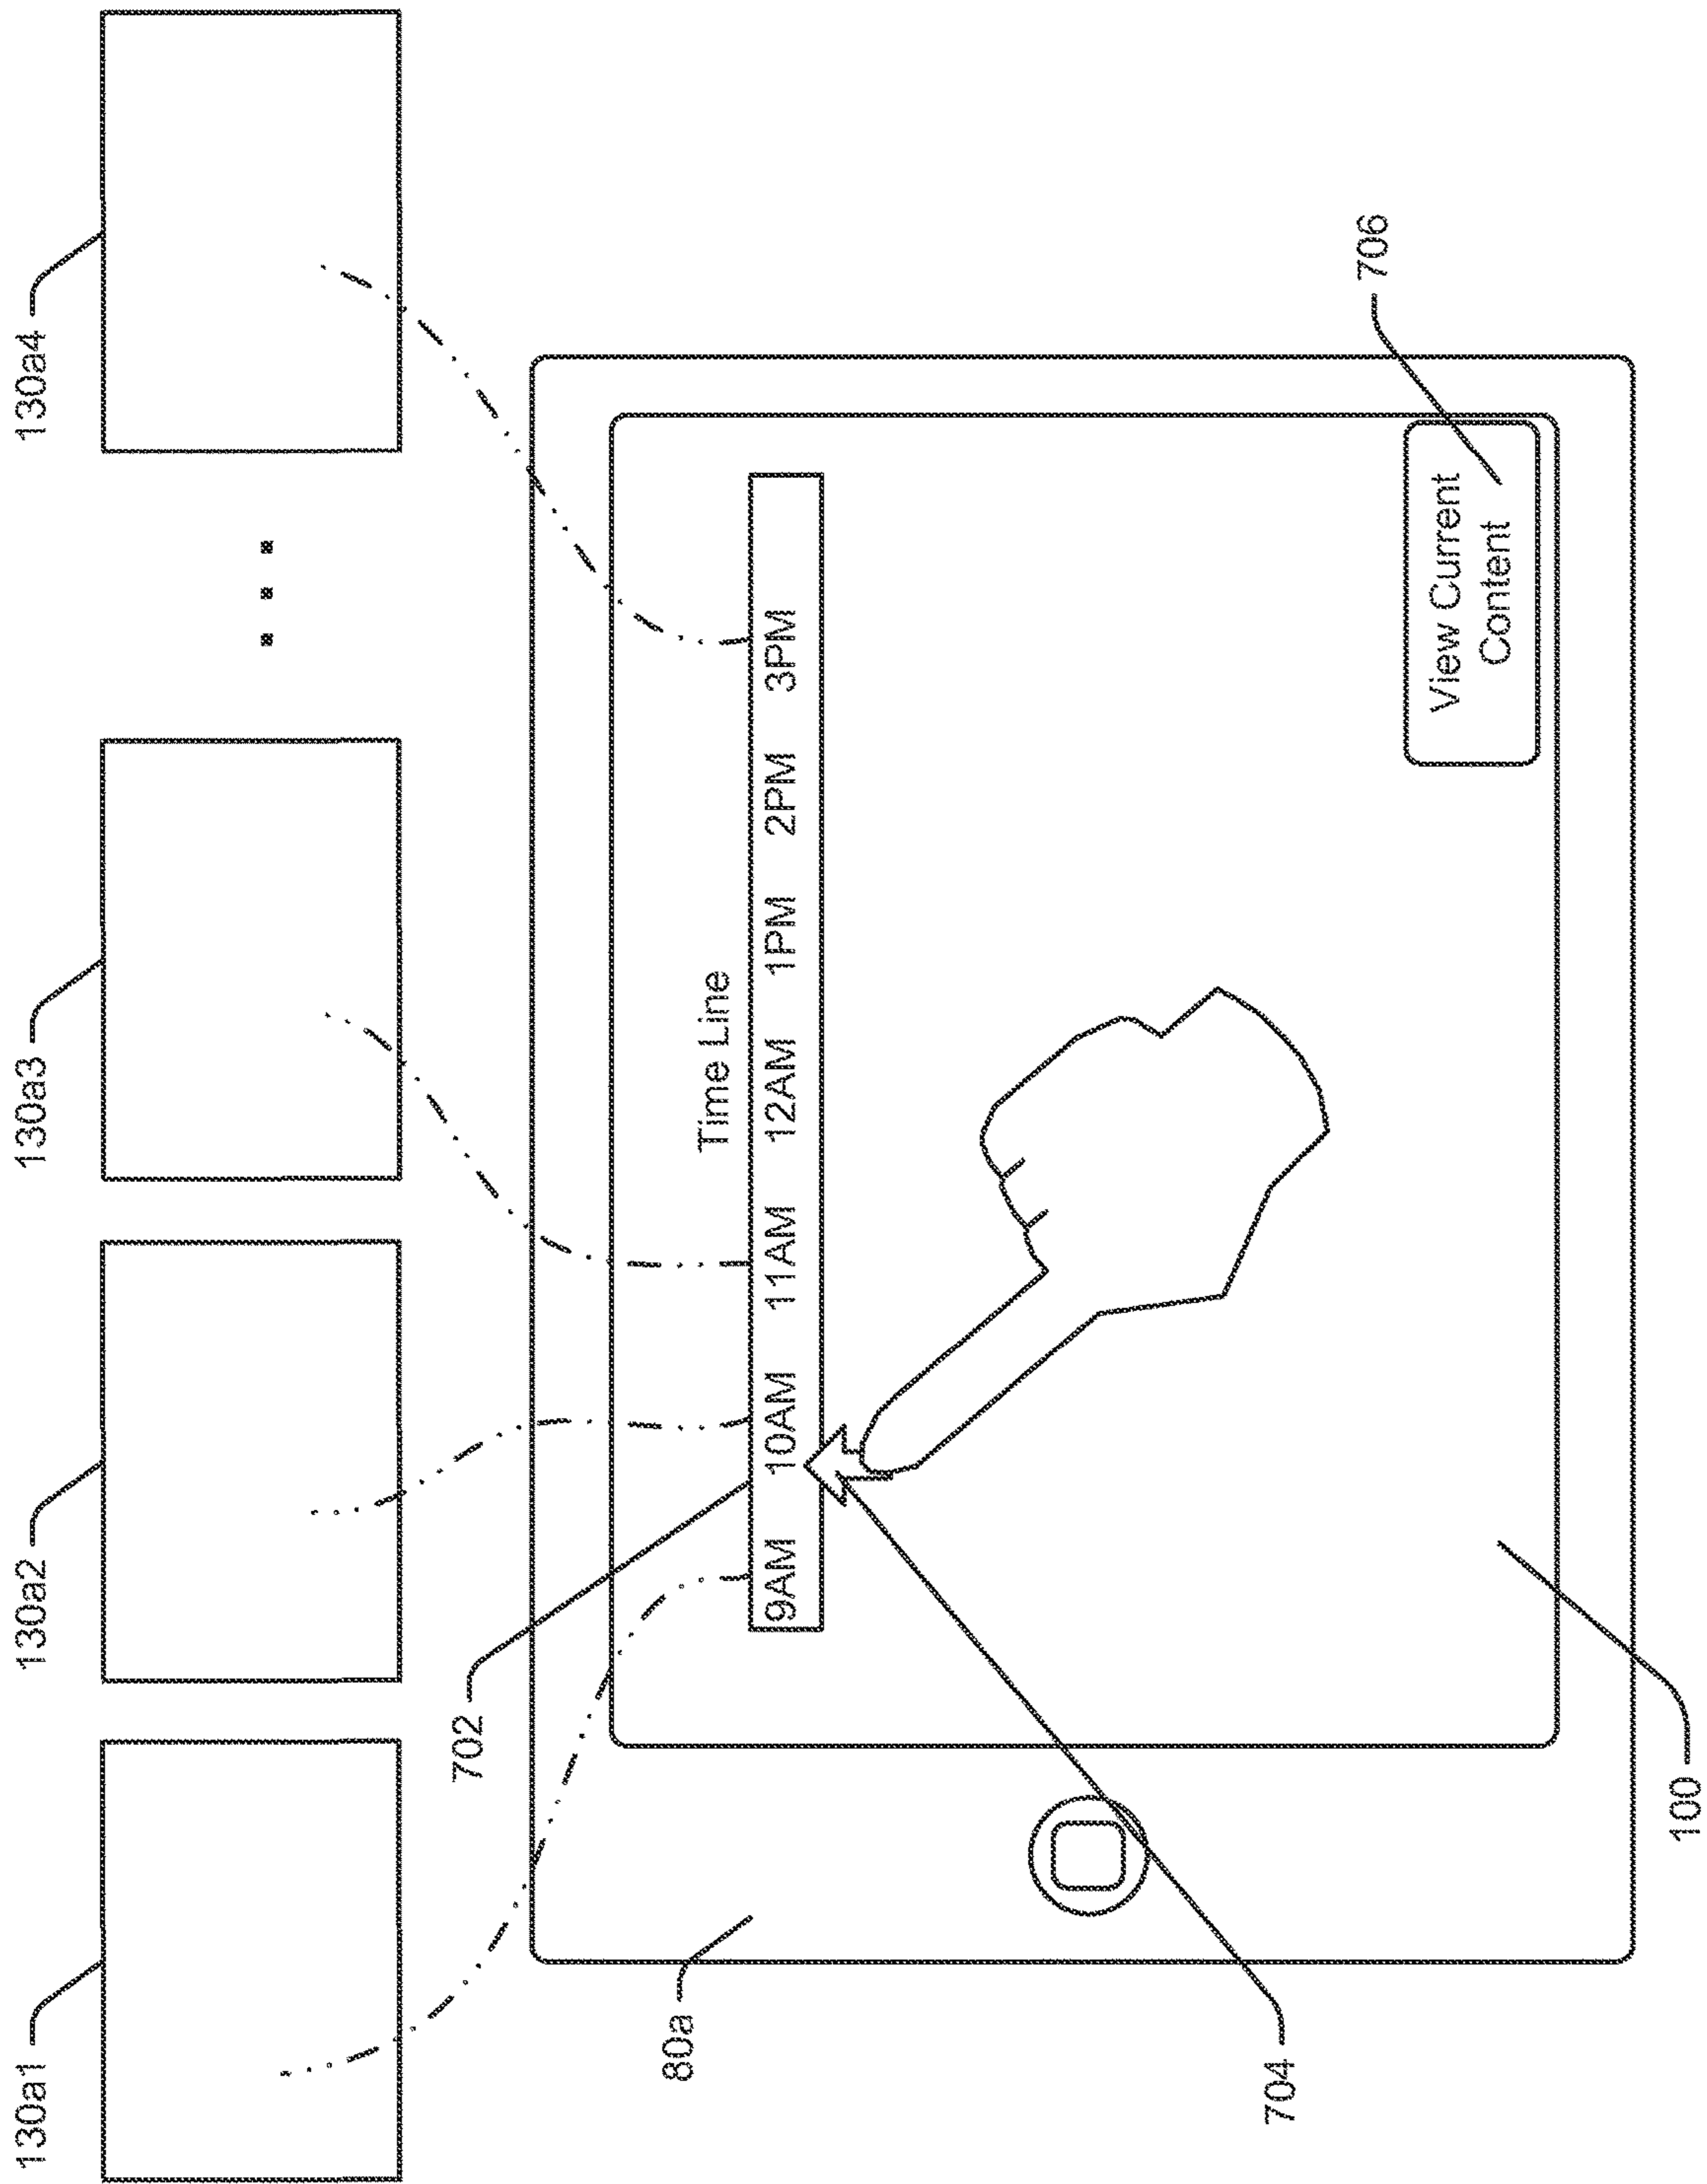 130a1
130a2
130a3
130a4
702
Time Line
9AM 10AM 11AM 12AM 1PM 2PM 3PM
80a
704
100
View Current
Content
706